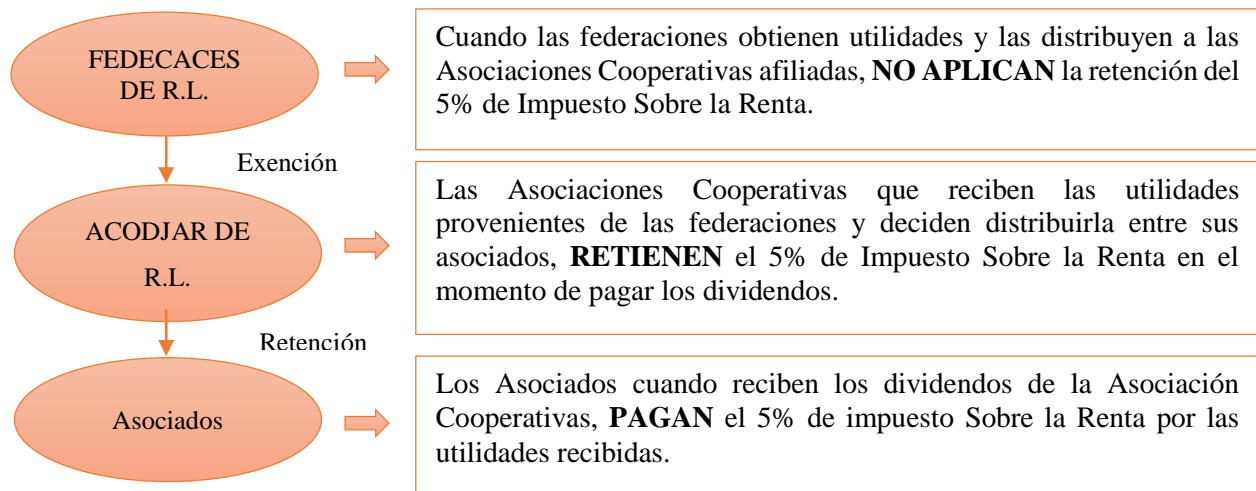 FEDECACES
DE R.L.
Cuando las federaciones obtienen utilidades y las distribuyen a las
Asociaciones Cooperativas afiliadas, NO APLICAN la retención del
5% de Impuesto Sobre la Renta.
Exención
ACODJAR DE
R.L.
Las Asociaciones Cooperativas que reciben las utilidades
provenientes de las federaciones y deciden distribuirla entre sus
asociados, RETIENEN el 5% de Impuesto Sobre la Renta en el
momento de pagar los dividendos.
Retención
Asociados
Los Asociados cuando reciben los dividendos de la Asociación
Cooperativas, PAGAN el 5% de impuesto Sobre la Renta por las
utilidades recibidas.